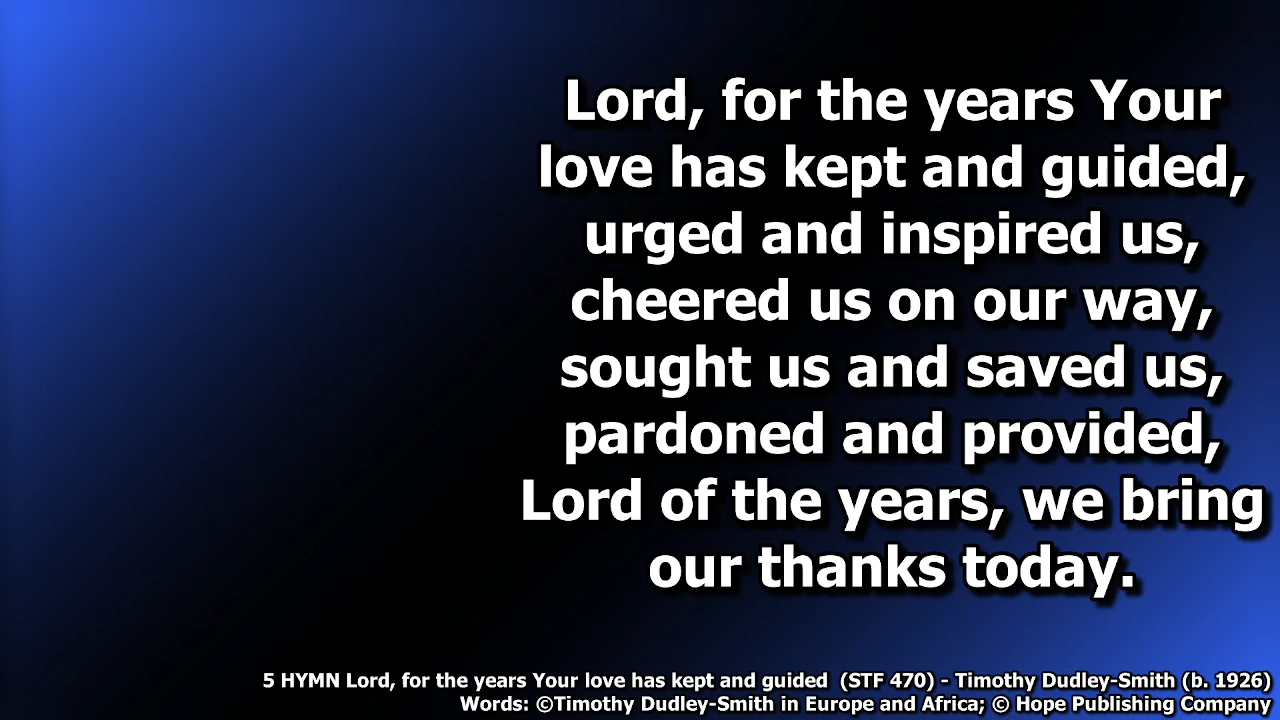 Lord, for the years Your
love has kept and guided,
urged and inspired us,
cheered us on our way,
sought us and saved us,
pardoned and provided,
Lord of the years, we bring
our thanks today.
5 HYMN Lord, for the years Your love has kept and guided  (STF 470) - Timothy Dudley-Smith (b. 1926)
Words: ©Timothy Dudley-Smith in Europe and Africa; © Hope Publishing Company